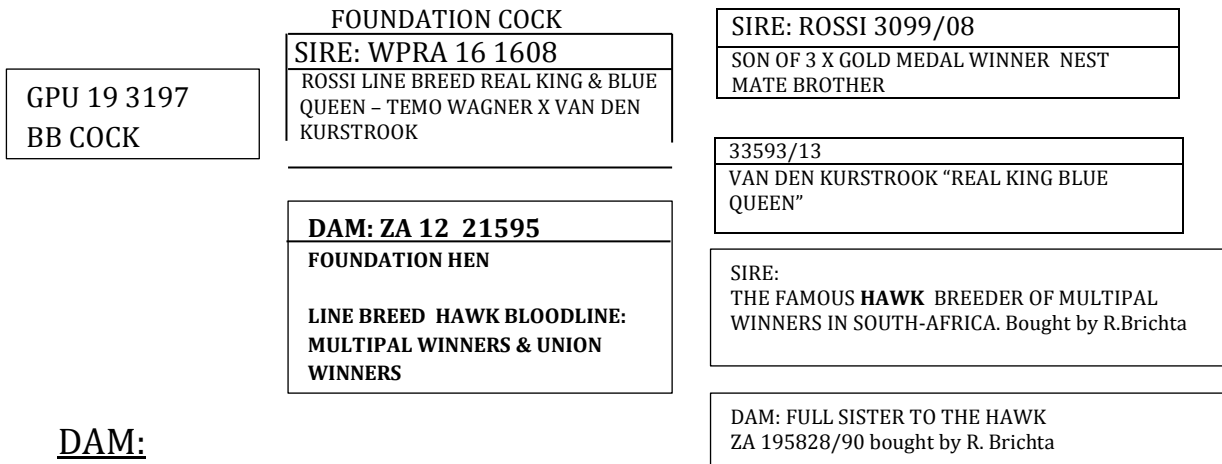 GPU 19 3197
BB COCK
FOUNDATION COCK
SIRE: WPRA 16 1608
ROSSI LINE BREED REAL KING & BLUE
QUEEN – TEMO WAGNER X VAN DEN
KURSTROOK
DAM: ZA 12 21595
FOUNDATION HEN
LINE BREED HAWK BLOODLINE:
MULTIPAL WINNERS & UNION
WINNERS
SIRE: ROSSI 3099/08
SON OF 3 X GOLD MEDAL WINNER NEST
MATE BROTHER
33593/13
VAN DEN KURSTROOK “REAL KING BLUE
QUEEN”
SIRE:
THE FAMOUS HAWK BREEDER OF MULTIPAL
WINNERS IN SOUTH-AFRICA. Bought by R.Brichta
DAM: FULL SISTER TO THE HAWK
ZA 195828/90 bought by R. Brichta
DAM: